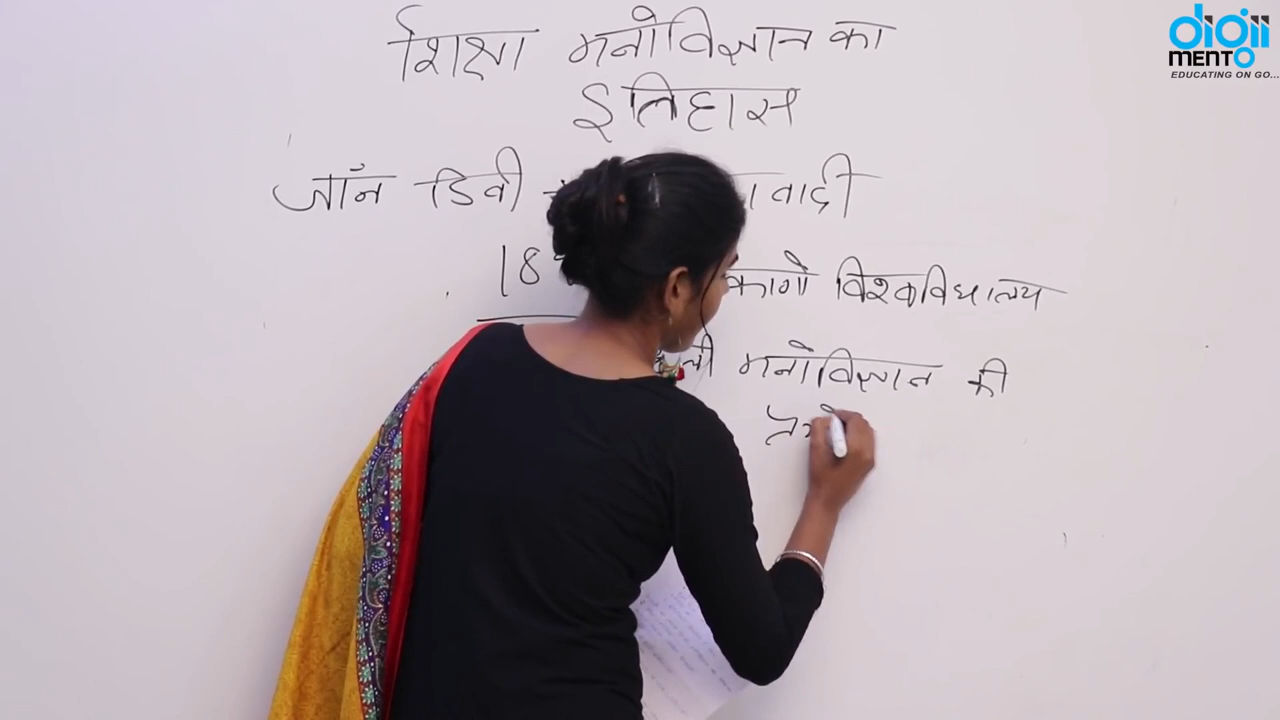 शिक्षा मनोविज्ञान का
इतिहास
जॉन डिवी
वादी
18
कागो विश्वविद्यालय
ली मनोविज्ञान की
digii
MENTO
EDUCATING ON GO...